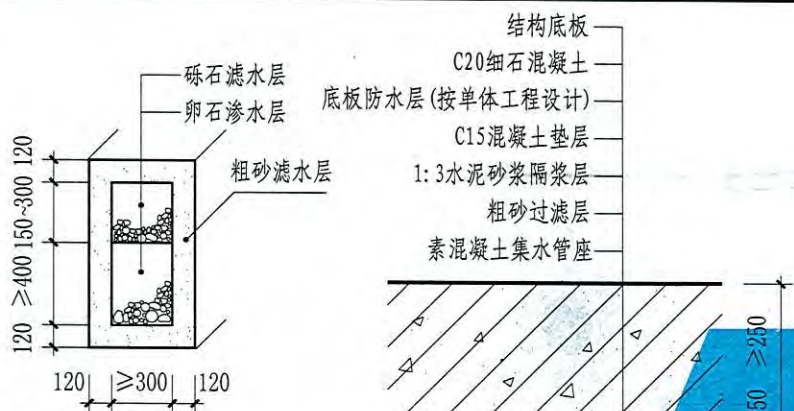 砾石滤水层
卵石渗水层
粗砂滤水层
120
150~300
≥400
120
120
≥300
120
结构底板
C20细石混凝土
底板防水层(按单体工程设计)
C15混凝土垫层
1:3水泥砂浆隔浆层
粗砂过滤层
素混凝土集水管座
≥250
50